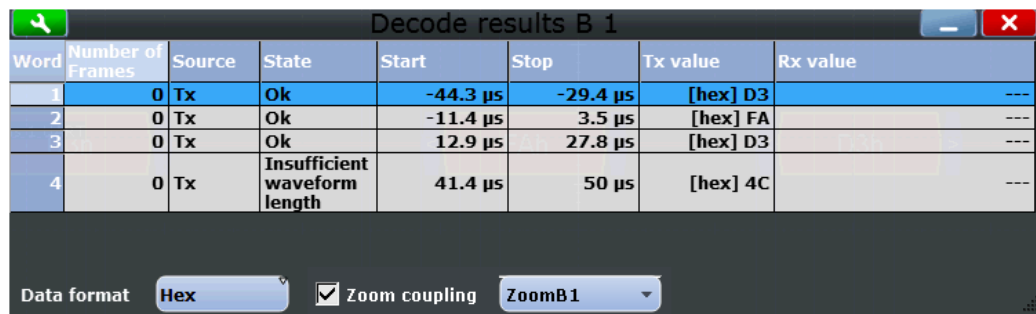 Decode results B 1
Word Number of Frames Source State Start Stop Tx value Rx value
1 0 Tx Ok -44.3 µs -29.4 µs [hex] D3 ---
2 0 Tx Ok -11.4 µs 3.5 µs [hex] FA ---
3 0 Tx Ok 12.9 µs 27.8 µs [hex] D3 ---
4 0 Tx Insufficient waveform length 41.4 µs 50 µs [hex] 4C ---
Data format Hex Zoom coupling ZoomB1